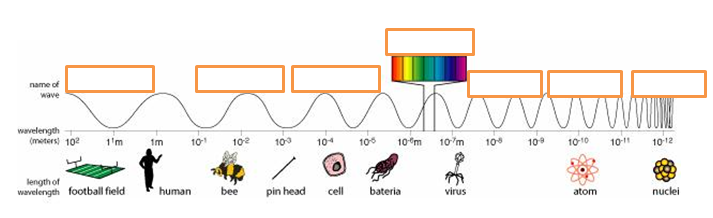 name of
wave
wavelength
(meters)
10² 1¹m 1m 10-1 10-2 10-3 10-4 10-5 10-6m 10-7m 10-8 10-9 10-10 10-11 10-12
length of
wavelength
football field human bee pin head cell bateria virus atom nuclei